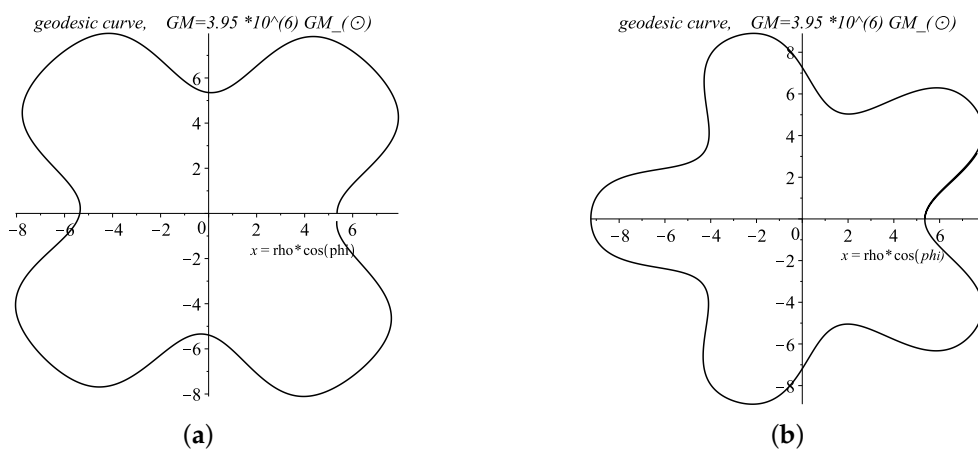 geodesic curve, GM=3.95 *10^(6) GM_(⊙)
6
4
2
−8 −6 −4 −2 0 2 4 6
x = rho*cos(phi)
−2
−4
−6
−8
(a)
geodesic curve, GM=3.95 *10^(6) GM_(⊙)
8
6
4
2
−8 −6 −4 −2 0 2 4 6
x = rho*cos(phi)
−2
−4
−6
−8
(b)